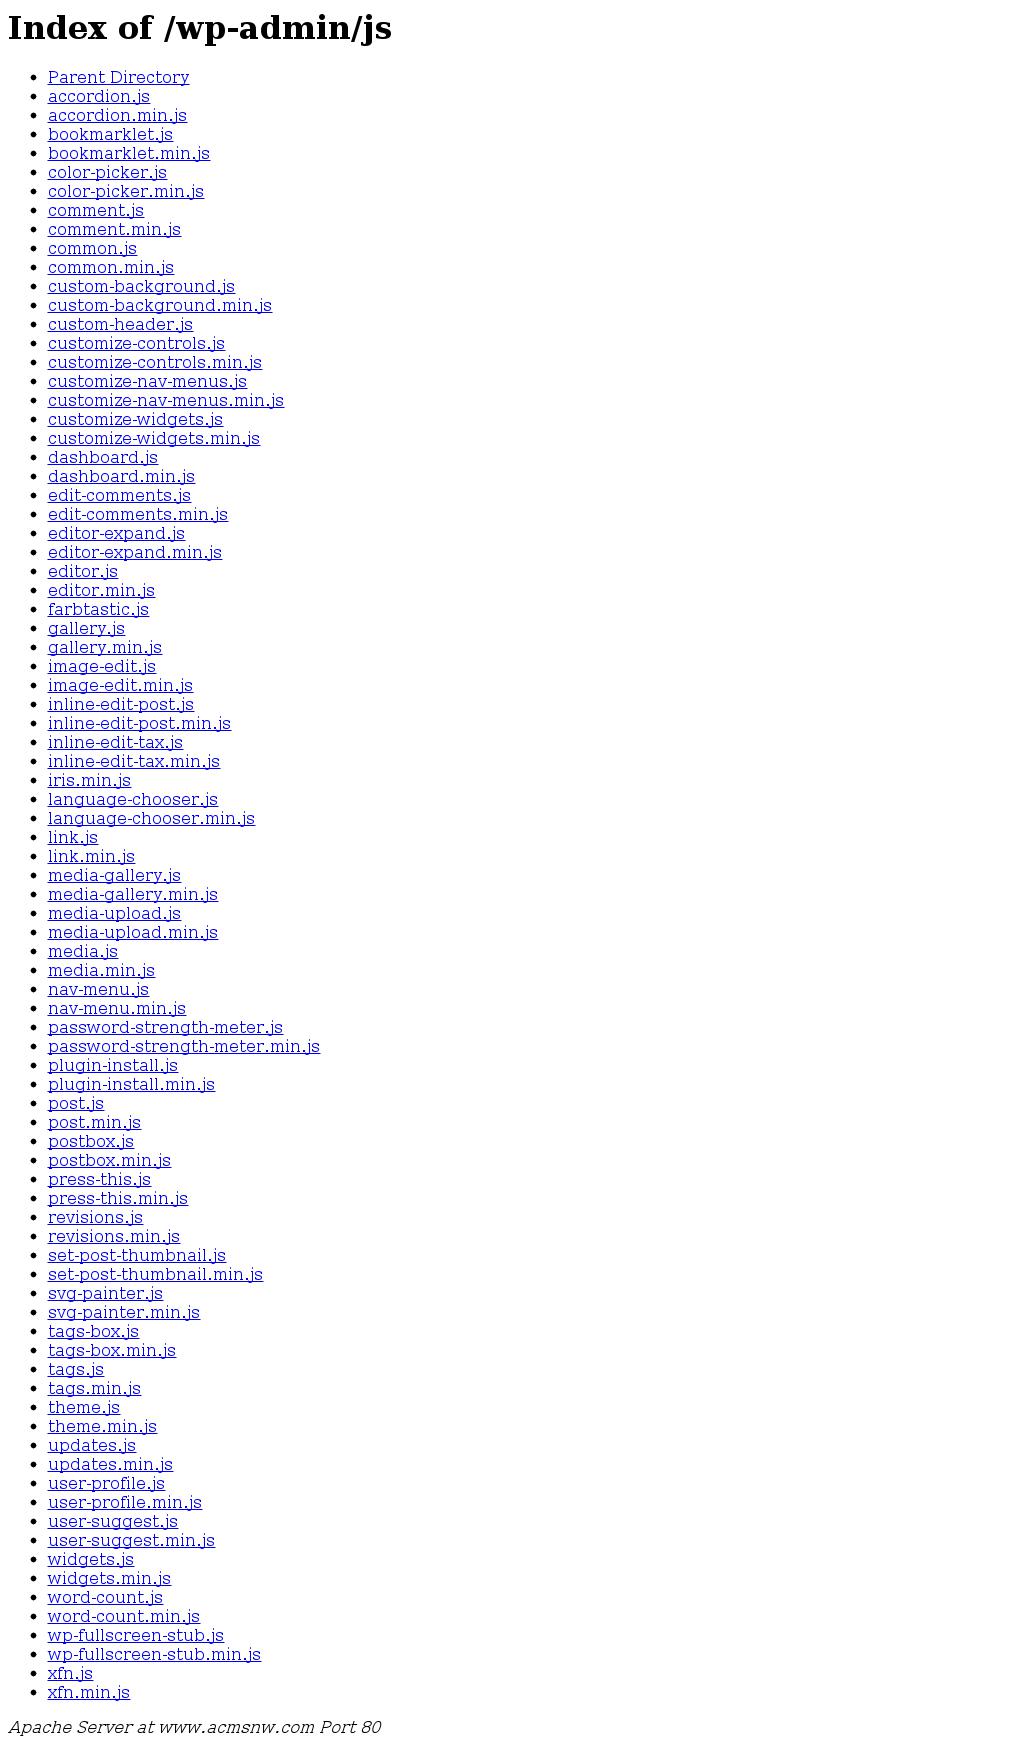 Index of /wp-admin/js
Parent Directory
accordion.js
accordion.min.js
bookmarklet.js
bookmarklet.min.js
color-picker.js
color-picker.min.js
comment.js
comment.min.js
common.js
common.min.js
custom-background.js
custom-background.min.js
custom-header.js
customize-controls.js
customize-controls.min.js
customize-nav-menus.js
customize-nav-menus.min.js
customize-widgets.js
customize-widgets.min.js
dashboard.js
dashboard.min.js
edit-comments.js
edit-comments.min.js
editor-expand.js
editor-expand.min.js
editor.js
editor.min.js
farbtastic.js
gallery.js
gallery.min.js
image-edit.js
image-edit.min.js
inline-edit-post.js
inline-edit-post.min.js
inline-edit-tax.js
inline-edit-tax.min.js
iris.min.js
language-chooser.js
language-chooser.min.js
link.js
link.min.js
media-gallery.js
media-gallery.min.js
media-upload.js
media-upload.min.js
media.js
media.min.js
nav-menu.js
nav-menu.min.js
password-strength-meter.js
password-strength-meter.min.js
plugin-install.js
plugin-install.min.js
post.js
post.min.js
postbox.js
postbox.min.js
press-this.js
press-this.min.js
revisions.js
revisions.min.js
set-post-thumbnail.js
set-post-thumbnail.min.js
svg-painter.js
svg-painter.min.js
tags-box.js
tags-box.min.js
tags.js
tags.min.js
theme.js
theme.min.js
updates.js
updates.min.js
user-profile.js
user-profile.min.js
user-suggest.js
user-suggest.min.js
widgets.js
widgets.min.js
word-count.js
word-count.min.js
wp-fullscreen-stub.js
wp-fullscreen-stub.min.js
xfn.js
xfn.min.js
Apache Server at www.acmsnw.com Port 80